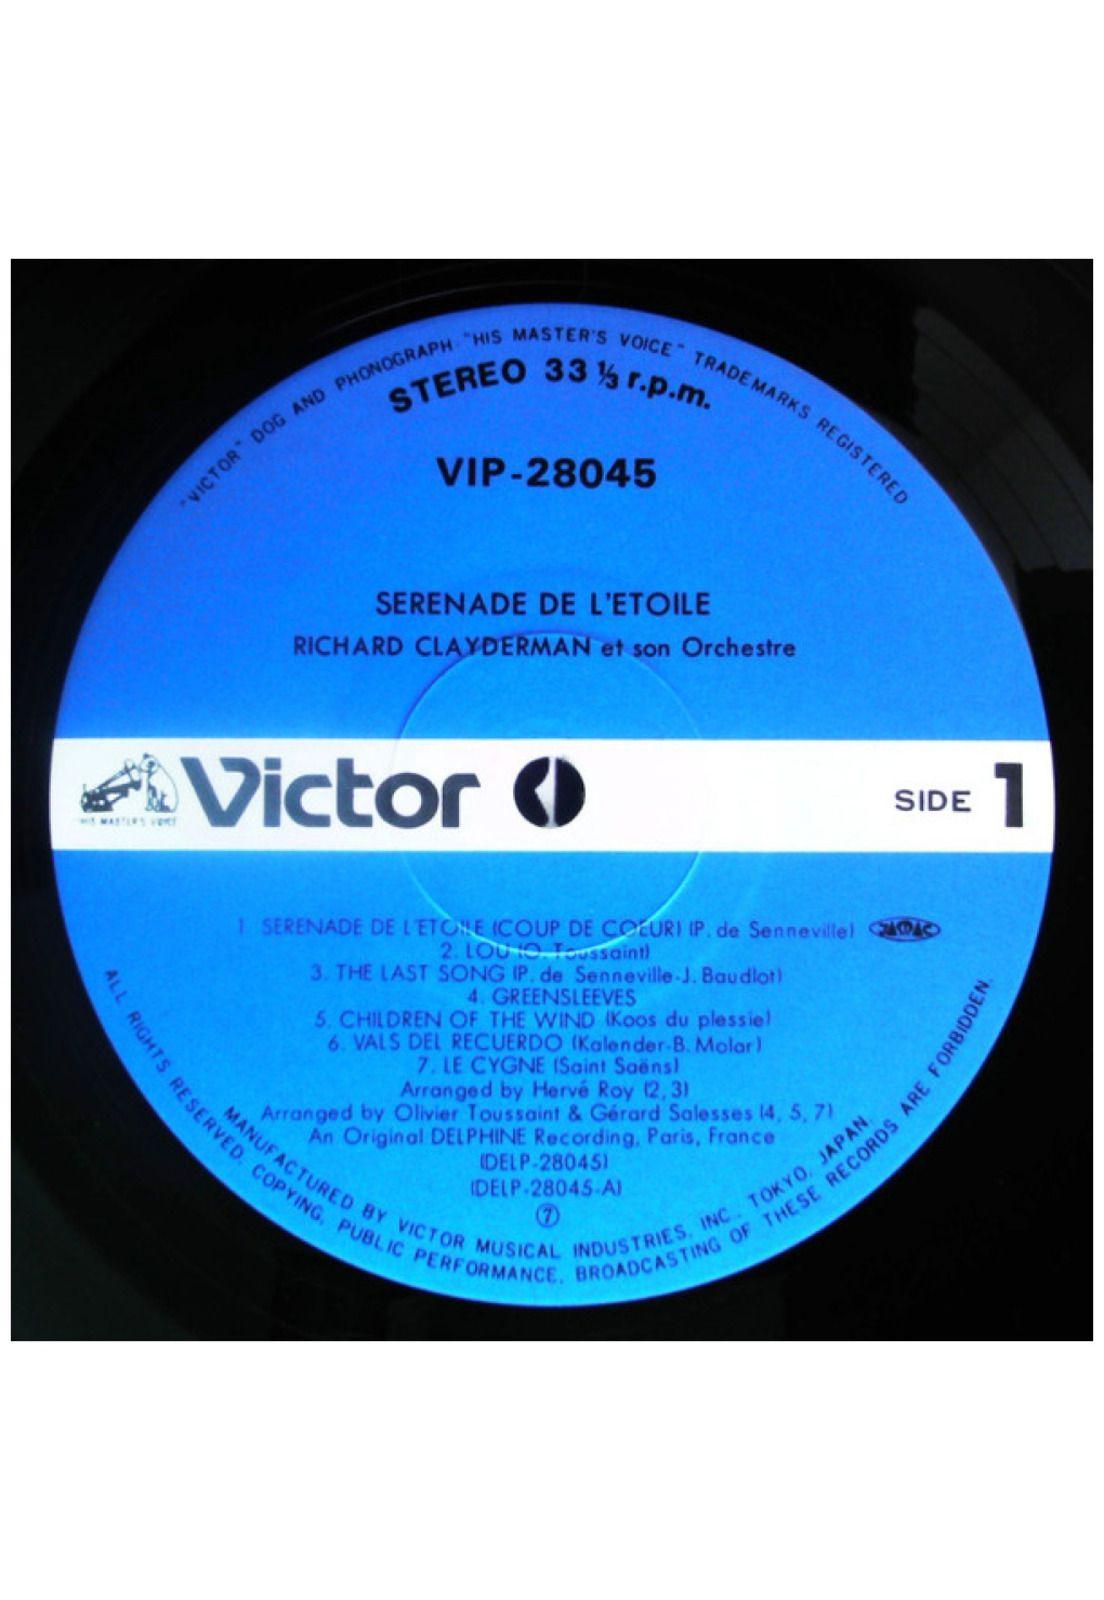 "VICTOR" DOG AND PHONOGRAPH "HIS MASTER'S VOICE" TRADEMARKS REGISTERED
STEREO 33 ⅓ r.p.m.
VIP-28045
SERENADE DE L'ETOILE
RICHARD CLAYDERMAN et son Orchestre
"HIS MASTER'S VOICE"
Victor
SIDE 1
1 SERENADE DE L'ETOILE (COUP DE COEUR) (P. de Senneville)
JASRAC
2. LOU (O. Toussaint)
3. THE LAST SONG (P. de Senneville-J. Baudlot)
4. GREENSLEEVES
5. CHILDREN OF THE WIND (Koos du plessie)
6. VALS DEL RECUERDO (Kalender-B. Molar)
7. LE CYGNE (Saint Saëns)
Arranged by Hervé Roy (2, 3)
Arranged by Olivier Toussaint & Gérard Salesses (4, 5, 7)
An Original DELPHINE Recording, Paris, France
(DELP-28045)
(DELP-28045-A)
⑦
MANUFACTURED BY VICTOR MUSICAL INDUSTRIES, INC., TOKYO, JAPAN,
ALL RIGHTS RESERVED. COPYING, PUBLIC PERFORMANCE, BROADCASTING OF THESE RECORDS ARE FORBIDDEN.